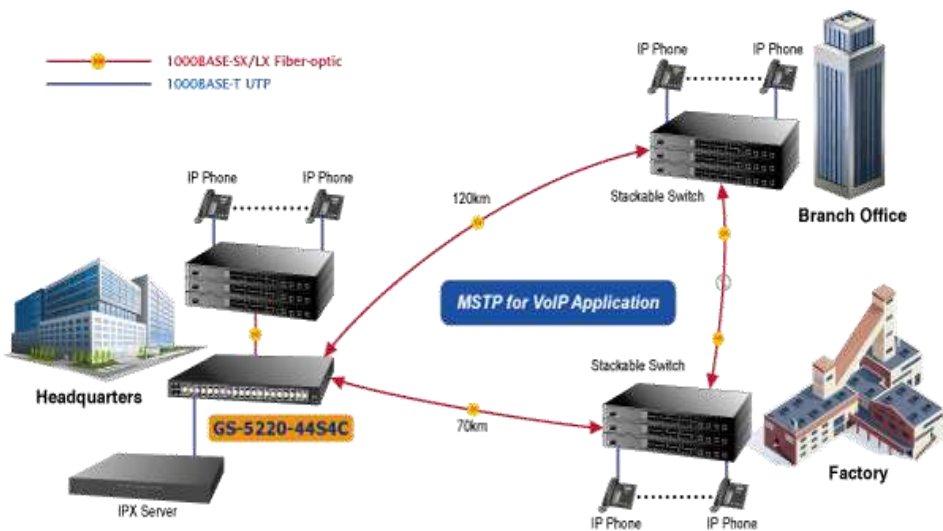 1000BASE-SX/LX Fiber-optic
1000BASE-T UTP
IP Phone IP Phone
Stackable Switch
Branch Office
120km
IP Phone IP Phone
MSTP for VoIP Application
Headquarters
GS-5220-44S4C
IPX Server
Stackable Switch
70km
Factory
IP Phone IP Phone